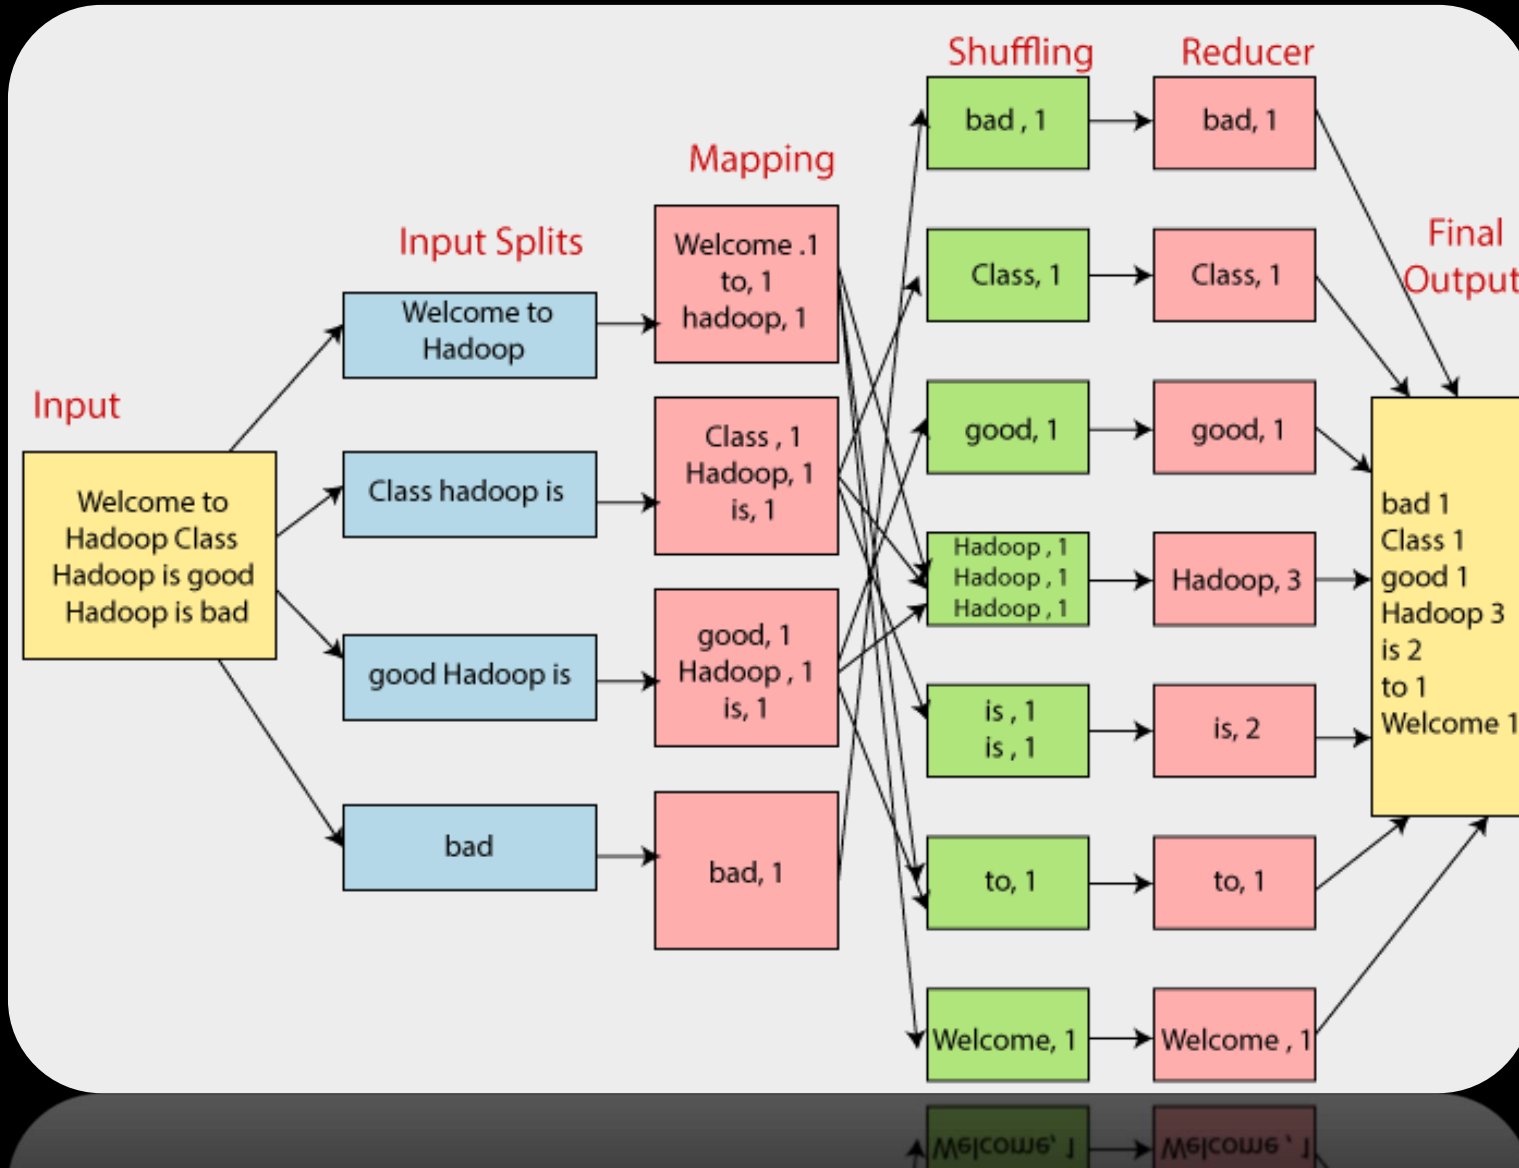 Input
Welcome to
Hadoop Class
Hadoop is good
Hadoop is bad
Input Splits
Welcome to
Hadoop
Class hadoop is
good Hadoop is
bad
Mapping
Welcome .1
to, 1
hadoop, 1
Class , 1
Hadoop, 1
is, 1
good, 1
Hadoop , 1
is, 1
bad, 1
Shuffling
bad , 1
Class, 1
good, 1
Hadoop , 1
Hadoop , 1
Hadoop , 1
is , 1
is , 1
to, 1
Welcome, 1
Reducer
bad, 1
Class, 1
good, 1
Hadoop, 3
is, 2
to, 1
Welcome , 1
Final
Output
bad 1
Class 1
good 1
Hadoop 3
is 2
to 1
Welcome 1
Welcome, 1
Welcome , 1